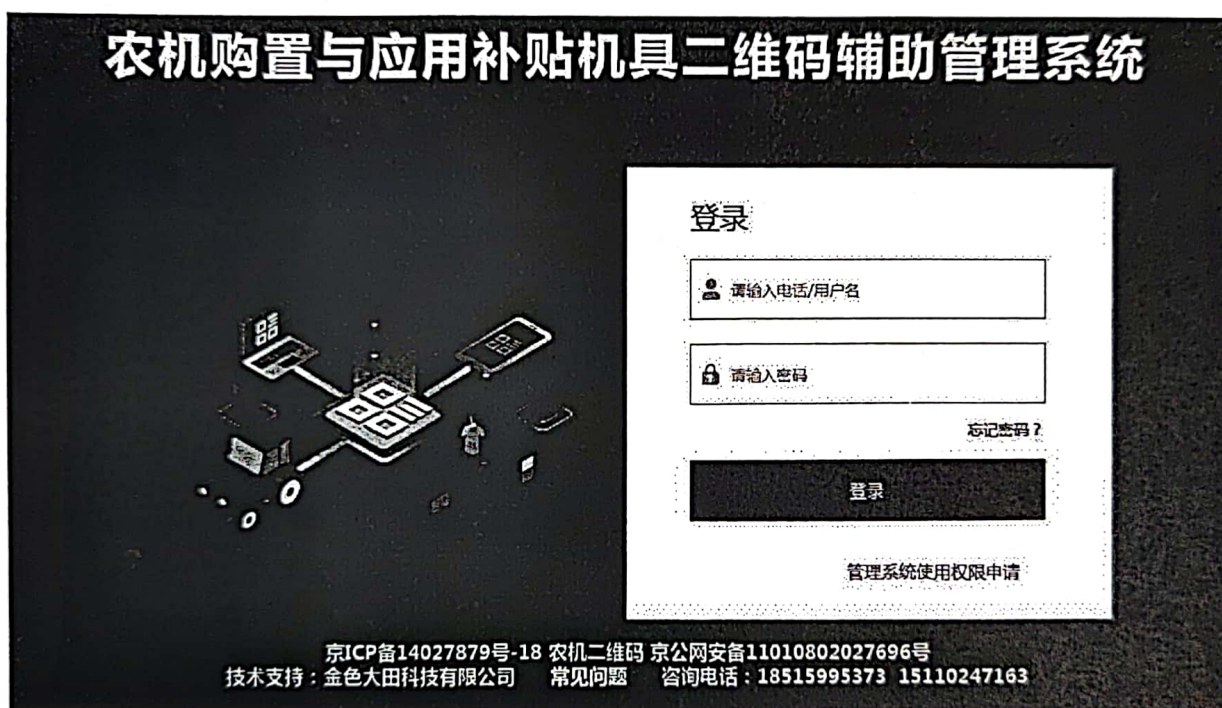 农机购置与应用补贴机具二维码辅助管理系统
登录
请输入电话/用户名
请输入密码
忘记密码？
登录
管理系统使用权限申请
京ICP备14027879号-18 农机二维码 京公网安备11010802027696号
技术支持：金色大田科技有限公司 常见问题 咨询电话：18515995373 15110247163